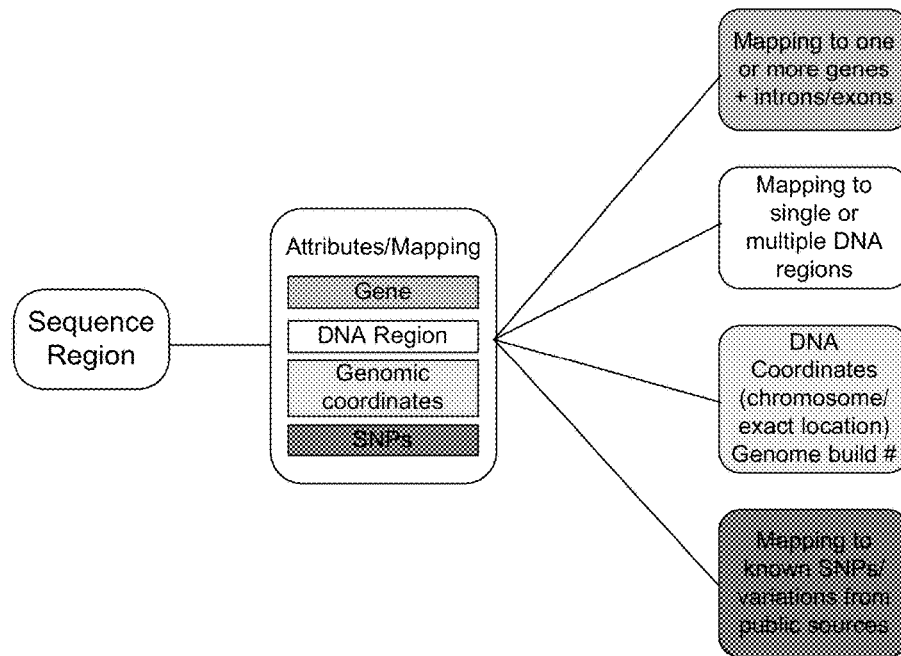 Sequence
Region
Attributes/Mapping
Gene
DNA Region
Genomic
coordinates
SNPs
Mapping to one
or more genes
+ introns/exons
Mapping to
single or
multiple DNA
regions
DNA
Coordinates
(chromosome/
exact location)
Genome build #
Mapping to
known SNPs/
variations from
public sources